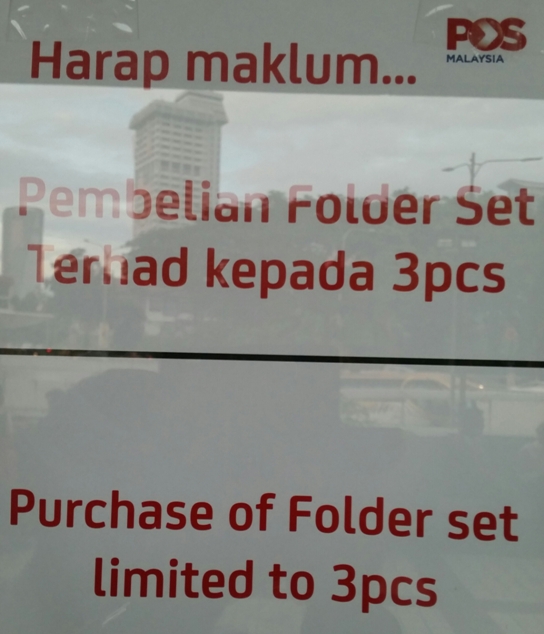 POS
MALAYSIA
Harap maklum...
Pembelian Folder Set
Terhad kepada 3pcs
Purchase of Folder set
limited to 3pcs